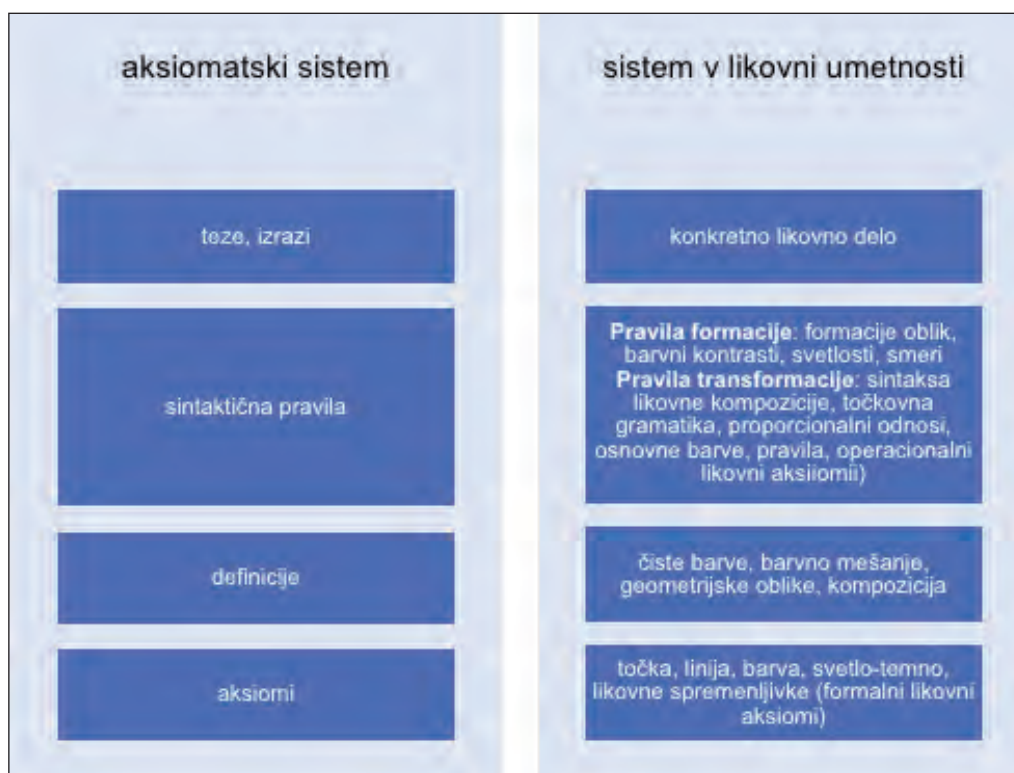 aksiomatski sistem
teze, izrazi
sintaktična pravila
definicije
aksiomi
sistem v likovni umetnosti
konkretno likovno delo
Pravila formacije: formacije oblik,
barvni kontrasti, svetlosti, smeri
Pravila transformacije: sintaksa
likovne kompozicije, točkovna
gramatika, proporcionalni odnosi,
osnovne barve, pravila, operacionalni
likovni aksiiomii)
čiste barve, barvno mešanje,
geometrijske oblike, kompozicija
točka, linija, barva, svetlo-temno,
likovne spremenljivke (formalni likovni
aksiomi)